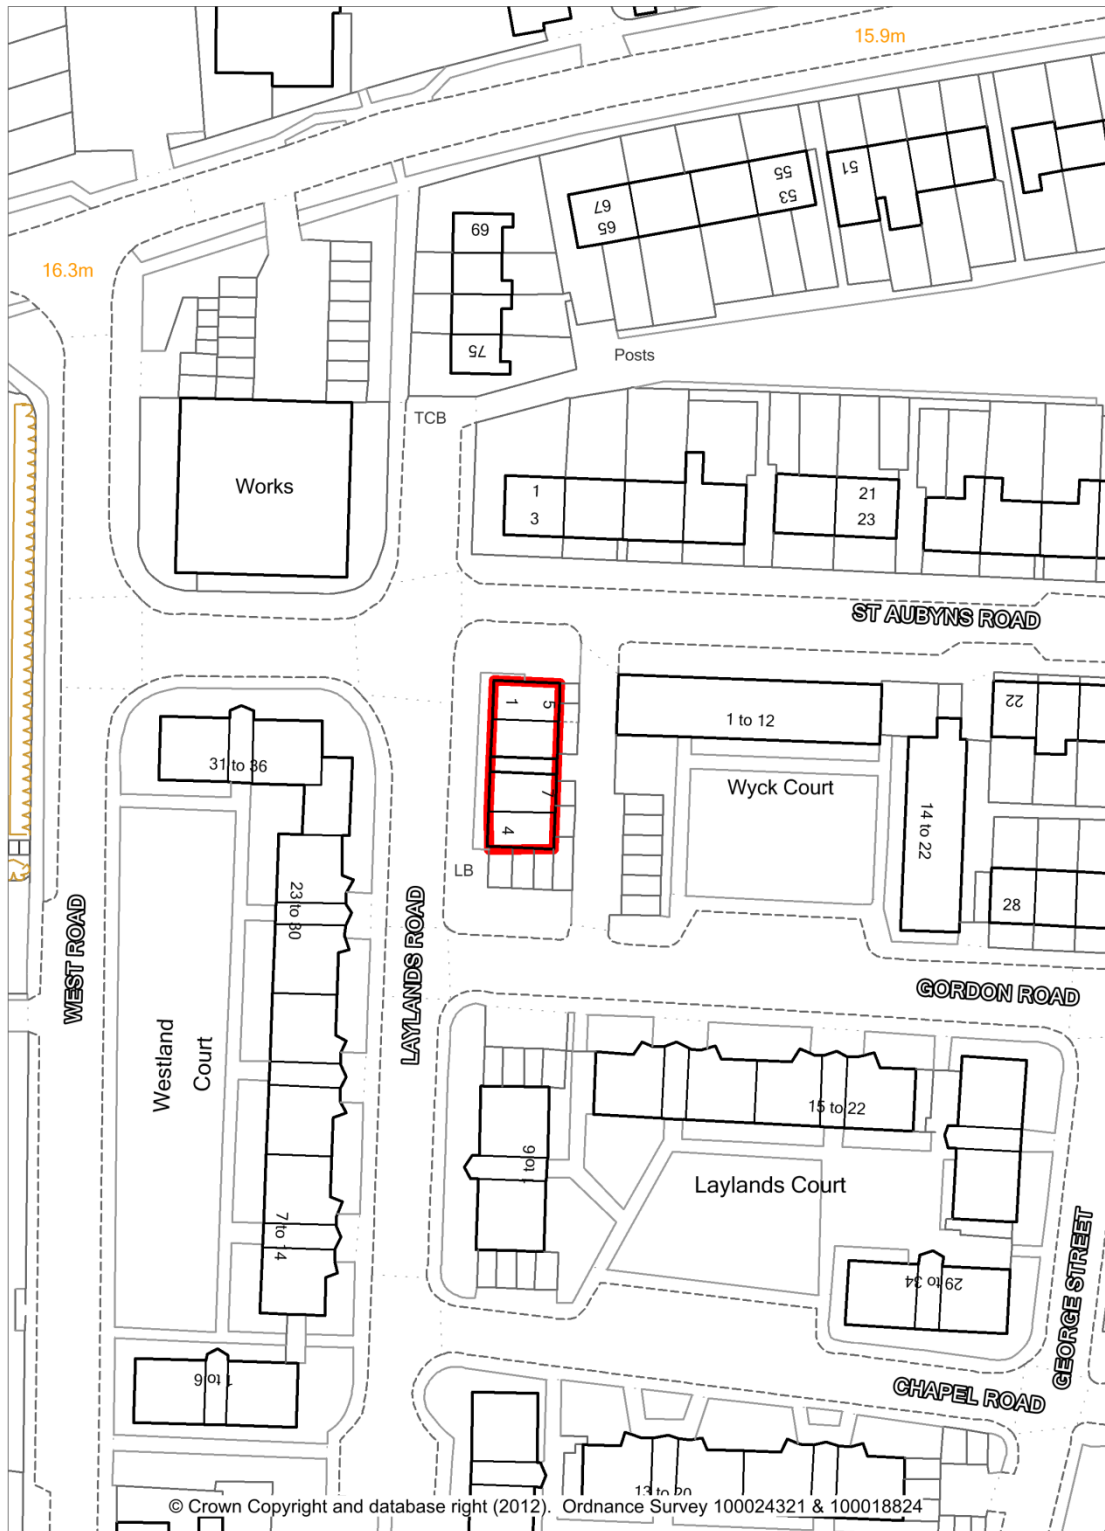 15.9m
51
55
53
67
65
69
16.3m
75
Posts
TCB
Works
1
3
21
23
ST AUBYNS ROAD
1
5
22
1 to 12
31 to 36
Wyck Court
7
14 to 22
4
LB
28
23 to 30
WEST ROAD
LAYLANDS ROAD
GORDON ROAD
Westland
Court
15 to 22
1 to 6
Laylands Court
7 to 14
29 to 34
GEORGE STREET
1 to 6
CHAPEL ROAD
13 to 20
© Crown Copyright and database right (2012). Ordnance Survey 100024321 & 100018824